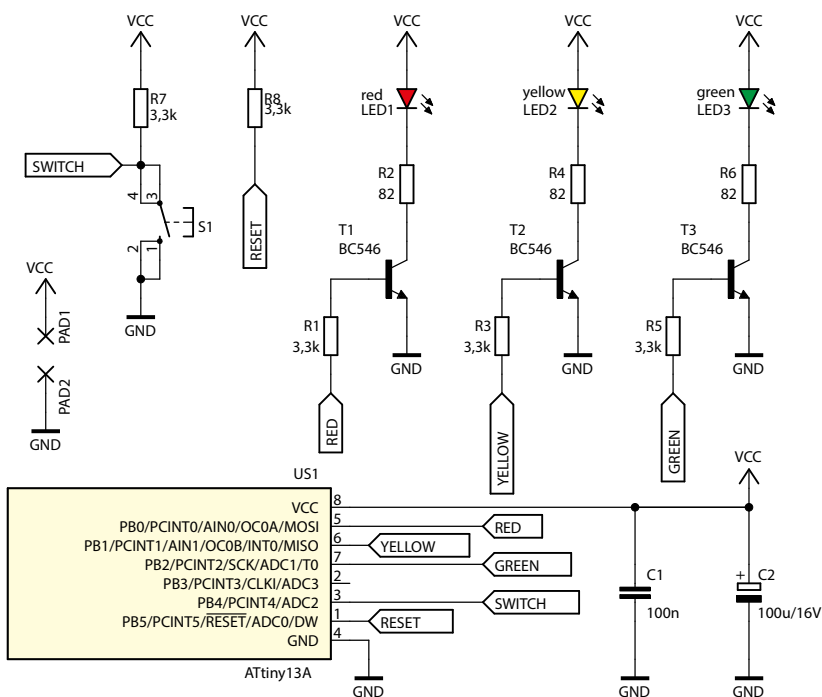 VCC
VCC
VCC
VCC
VCC
R7
3,3k
R8
3,3k
red
LED1
yellow
LED2
green
LED3
SWITCH
4
3
S1
2
1
GND
RESET
R2
82
R4
82
R6
82
T1
BC546
T2
BC546
T3
BC546
VCC
PAD1
PAD2
GND
R1
3,3k
R3
3,3k
R5
3,3k
GND
GND
GND
RED
YELLOW
GREEN
US1
VCC
VCC 8
PB0/PCINT0/AIN0/OC0A/MOSI 5 RED
PB1/PCINT1/AIN1/OC0B/INT0/MISO 6 YELLOW
PB2/PCINT2/SCK/ADC1/T0 7 GREEN
PB3/PCINT3/CLKI/ADC3 2
PB4/PCINT4/ADC2 3 SWITCH
PB5/PCINT5/RESET/ADC0/DW 1 RESET
GND 4
ATtiny13A
C1
100n
+ C2
100u/16V
GND
GND
GND